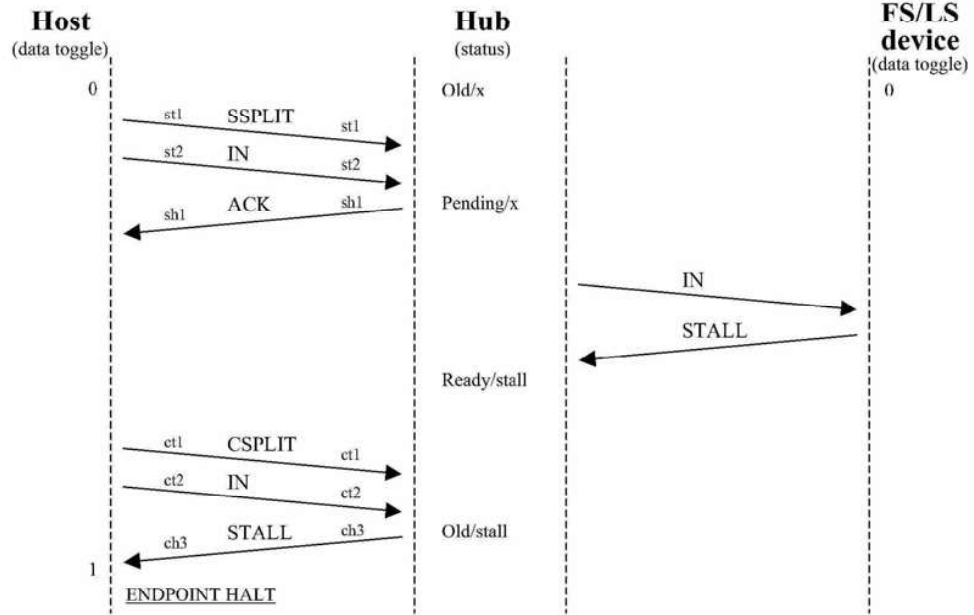 Host
(data toggle)
Hub
(status)
FS/LS
device
(data toggle)
0
Old/x
0
st1 SSPLIT st1
st2 IN st2
sh1 ACK sh1
Pending/x
IN
STALL
Ready/stall
ct1 CSPLIT ct1
ct2 IN ct2
ch3 STALL ch3
Old/stall
1
ENDPOINT HALT